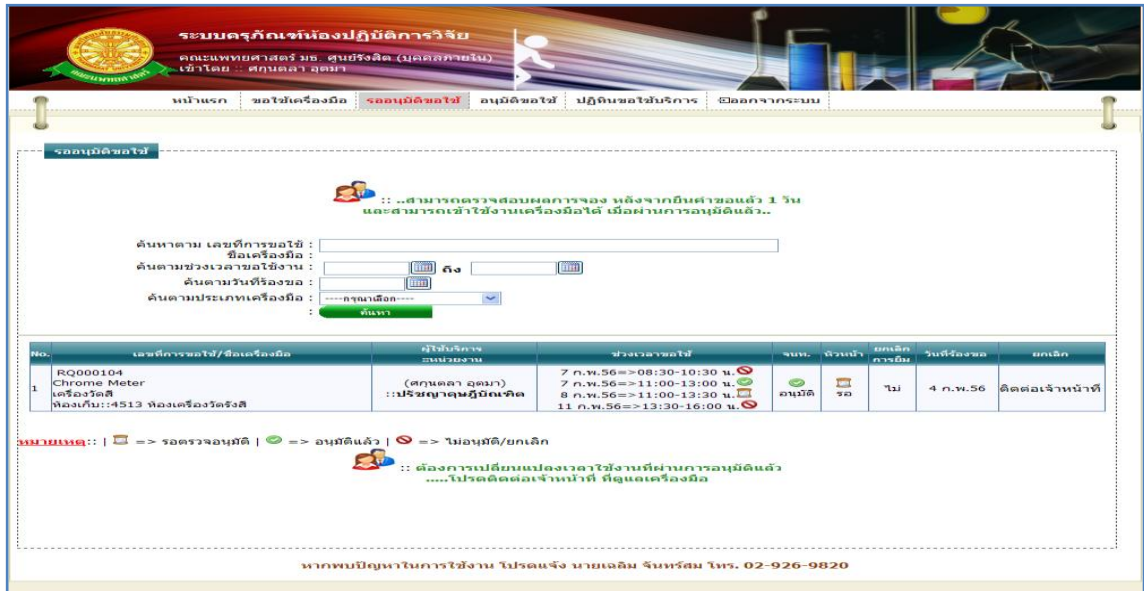 ระบบครุภัณฑ์ห้องปฏิบัติการวิจัย
คณะแพทยศาสตร์ มธ. ศูนย์รังสิต (บุคคลภายใน)
เข้าโดย :: ศกุนตลา อุตมา
คณะแพทยศาสตร์
หน้าแรก ขอใช้เครื่องมือ รออนุมัติขอใช้ อนุมัติขอใช้ ปฏิทินขอใช้บริการ ออกจากระบบ
รออนุมัติขอใช้
:: ..สามารถตรวจสอบผลการจอง หลังจากยื่นคำขอแล้ว 1 วัน
และสามารถเข้าใช้งานเครื่องมือได้ เมื่อผ่านการอนุมัติแล้ว..
ค้นหาตาม เลขที่การขอใช้ :
ชื่อเครื่องมือ :
ค้นตามช่วงเวลาขอใช้งาน : ถึง
ค้นตามวันที่ร้องขอ :
ค้นตามประเภทเครื่องมือ : ----กรุณาเลือก----
: ค้นหา
No. เลขที่การขอใช้/ชื่อเครื่องมือ ผู้ใช้บริการ ช่วงเวลาขอใช้ จนท. หัวหน้า ยกเลิก วันที่ร้องขอ ยกเลิก
::หน่วยงาน การยืม
1 RQ000104
Chrome Meter
เครื่องวัดสี
ห้องเก็บ::4513 ห้องเครื่องวัดรังสี
(ศกุนตลา อุตมา)
::ปรัชญาดุษฎีบัณฑิต
7 ก.พ.56=>08:30-10:30 น.
7 ก.พ.56=>11:00-13:00 น.
8 ก.พ.56=>11:00-13:30 น.
11 ก.พ.56=>13:30-16:00 น.
อนุมัติ รอ ไม่ 4 ก.พ.56 ติดต่อเจ้าหน้าที่
หมายเหตุ:: | => รอตรวจอนุมัติ | => อนุมัติแล้ว | => ไม่อนุมัติ/ยกเลิก
:: ต้องการเปลี่ยนแปลงเวลาใช้งานที่ผ่านการอนุมัติแล้ว
.....โปรดติดต่อเจ้าหน้าที่ ที่ดูแลเครื่องมือ
หากพบปัญหาในการใช้งาน โปรดแจ้ง นายเฉลิม จันทร์สม โทร. 02-926-9820